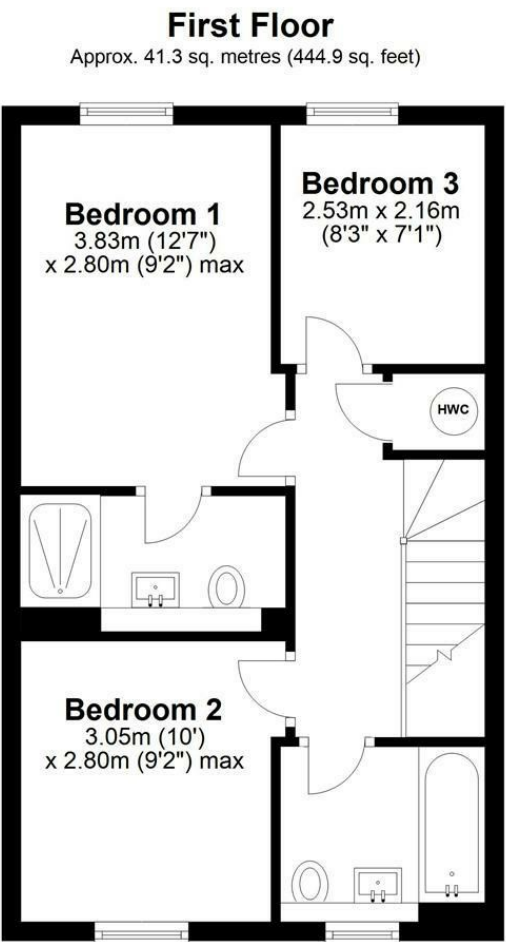 First Floor
Approx. 41.3 sq. metres (444.9 sq. feet)
Bedroom 1
3.83m (12'7")
x 2.80m (9'2") max
Bedroom 3
2.53m x 2.16m
(8'3" x 7'1")
HWC
Bedroom 2
3.05m (10')
x 2.80m (9'2") max